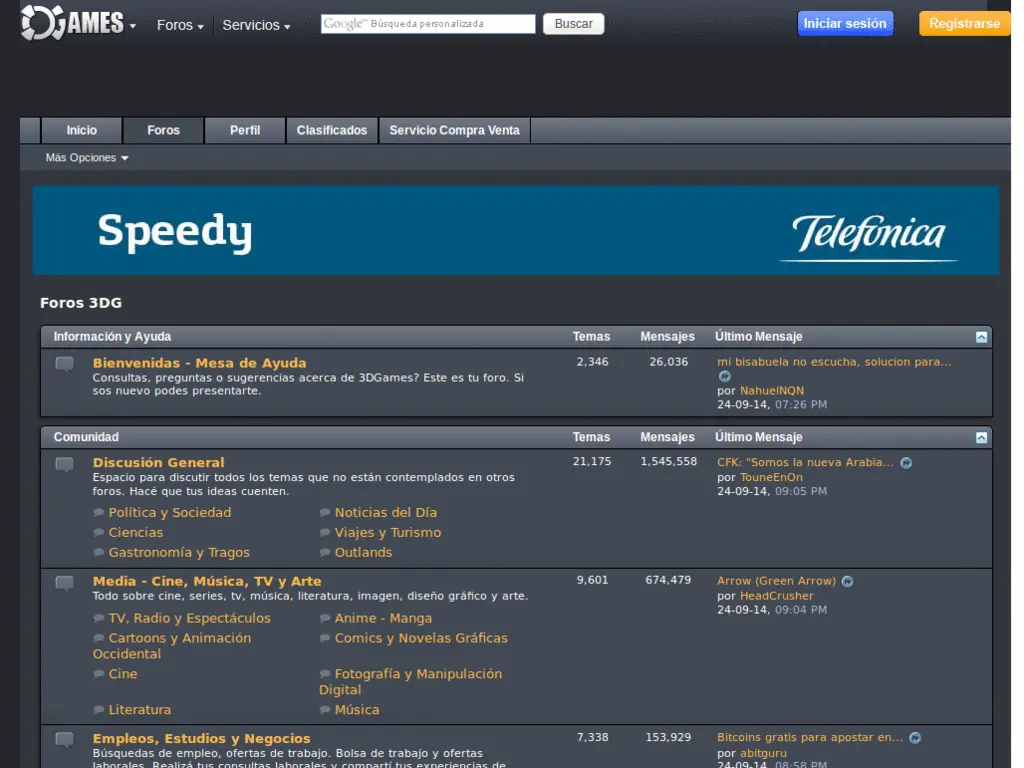 3DGAMES
Foros
Servicios
Google™ Búsqueda personalizada
Buscar
Iniciar sesión
Registrarse
Inicio
Foros
Perfil
Clasificados
Servicio Compra Venta
Más Opciones
Speedy
Telefónica
Foros 3DG
Información y Ayuda Temas Mensajes Último Mensaje
Bienvenidas - Mesa de Ayuda 2,346 26,036 mi bisabuela no escucha, solucion para...
Consultas, preguntas o sugerencias acerca de 3DGames? Este es tu foro. Si
sos nuevo podes presentarte.
por NahuelNQN
24-09-14, 07:26 PM
Comunidad Temas Mensajes Último Mensaje
Discusión General 21,175 1,545,558 CFK: "Somos la nueva Arabia...
Espacio para discutir todos los temas que no están contemplados en otros
foros. Hacé que tus ideas cuenten.
por TouneEnOn
24-09-14, 09:05 PM
Política y Sociedad Noticias del Día
Ciencias Viajes y Turismo
Gastronomía y Tragos Outlands
Media - Cine, Música, TV y Arte 9,601 674,479 Arrow (Green Arrow)
Todo sobre cine, series, tv, música, literatura, imagen, diseño gráfico y arte.
por HeadCrusher
24-09-14, 09:04 PM
TV, Radio y Espectáculos Anime - Manga
Cartoons y Animación Occidental Comics y Novelas Gráficas
Cine Fotografía y Manipulación Digital
Literatura Música
Empleos, Estudios y Negocios 7,338 153,929 Bitcoins gratis para apostar en...
Búsquedas de empleo, ofertas de trabajo. Bolsa de trabajo y ofertas
laborales. Realizá tus consultas laborales y compartí tus experiencias de
por abitguru
24-09-14, 08:58 PM